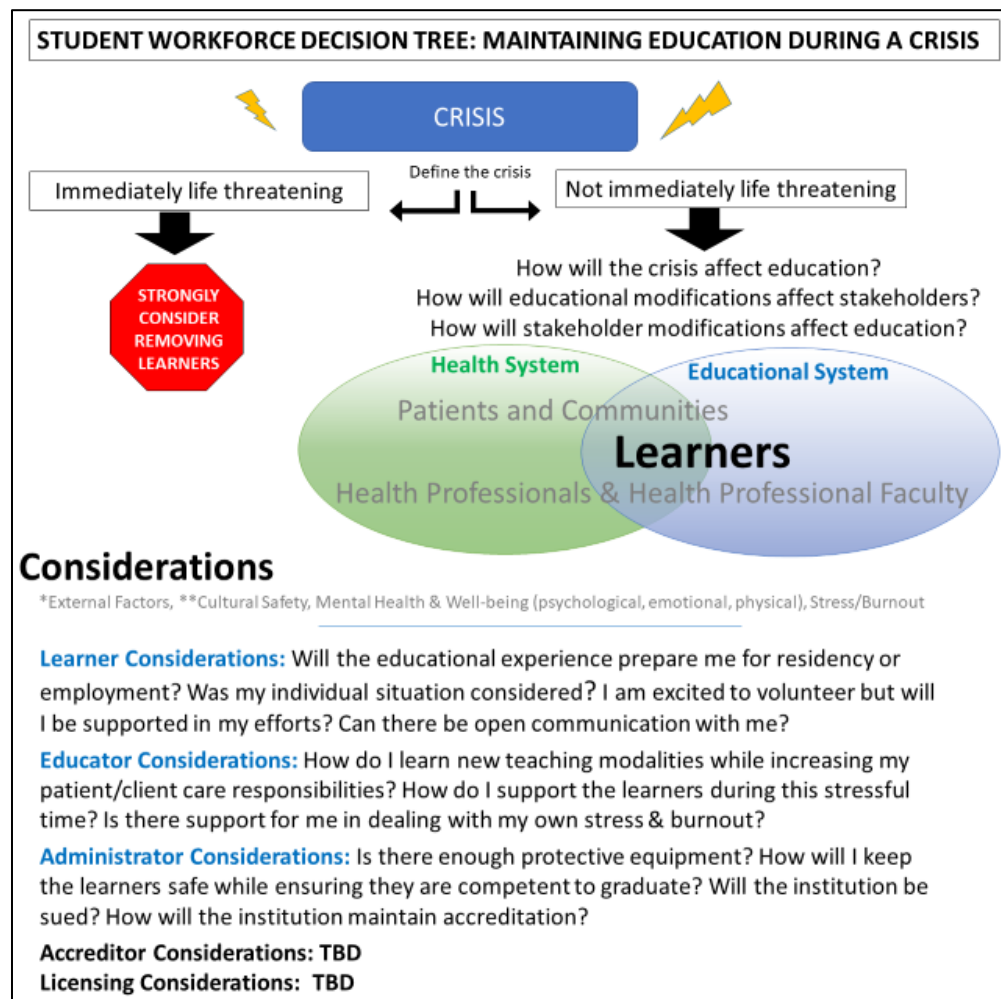 STUDENT WORKFORCE DECISION TREE: MAINTAINING EDUCATION DURING A CRISIS
CRISIS
Define the crisis
Immediately life threatening
Not immediately life threatening
STRONGLY
CONSIDER
REMOVING
LEARNERS
How will the crisis affect education?
How will educational modifications affect stakeholders?
How will stakeholder modifications affect education?
Health System
Educational System
Patients and Communities
Learners
Health Professionals & Health Professional Faculty
Considerations
*External Factors, **Cultural Safety, Mental Health & Well-being (psychological, emotional, physical), Stress/Burnout
Learner Considerations: Will the educational experience prepare me for residency or
employment? Was my individual situation considered? I am excited to volunteer but will
I be supported in my efforts? Can there be open communication with me?
Educator Considerations: How do I learn new teaching modalities while increasing my
patient/client care responsibilities? How do I support the learners during this stressful
time? Is there support for me in dealing with my own stress & burnout?
Administrator Considerations: Is there enough protective equipment? How will I keep
the learners safe while ensuring they are competent to graduate? Will the institution be
sued? How will the institution maintain accreditation?
Accreditor Considerations: TBD
Licensing Considerations: TBD